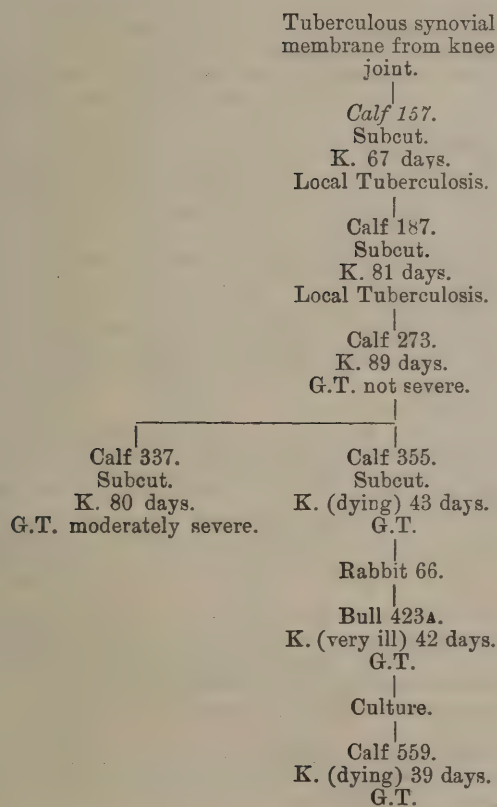 Tuberculous synovial
membrane from knee
joint.
Calf 157.
Subcut.
K. 67 days.
Local Tuberculosis.
Calf 187.
Subcut.
K. 81 days.
Local Tuberculosis.
Calf 273.
K. 89 days.
G.T. not severe.
Calf 337.
Subcut.
K. 80 days.
G.T. moderately severe.
Calf 355.
Subcut.
K. (dying) 43 days.
G.T.
Rabbit 66.
Bull 423A.
K. (very ill) 42 days.
G.T.
Culture.
Calf 559.
K. (dying) 39 days.
G.T.